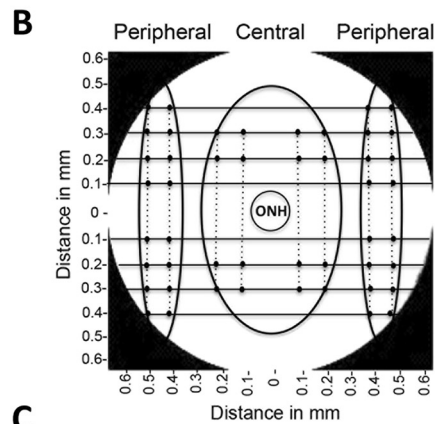 B
Peripheral Central Peripheral
Distance in mm
0.6-
0.5-
0.4-
0.3-
0.2-
0.1-
0 -
0.1-
0.2-
0.3-
0.4-
0.5-
0.6-
ONH
0.6- 0.5- 0.4- 0.3- 0.2- 0.1- 0 - 0.1- 0.2- 0.3- 0.4- 0.5- 0.6-
Distance in mm
C